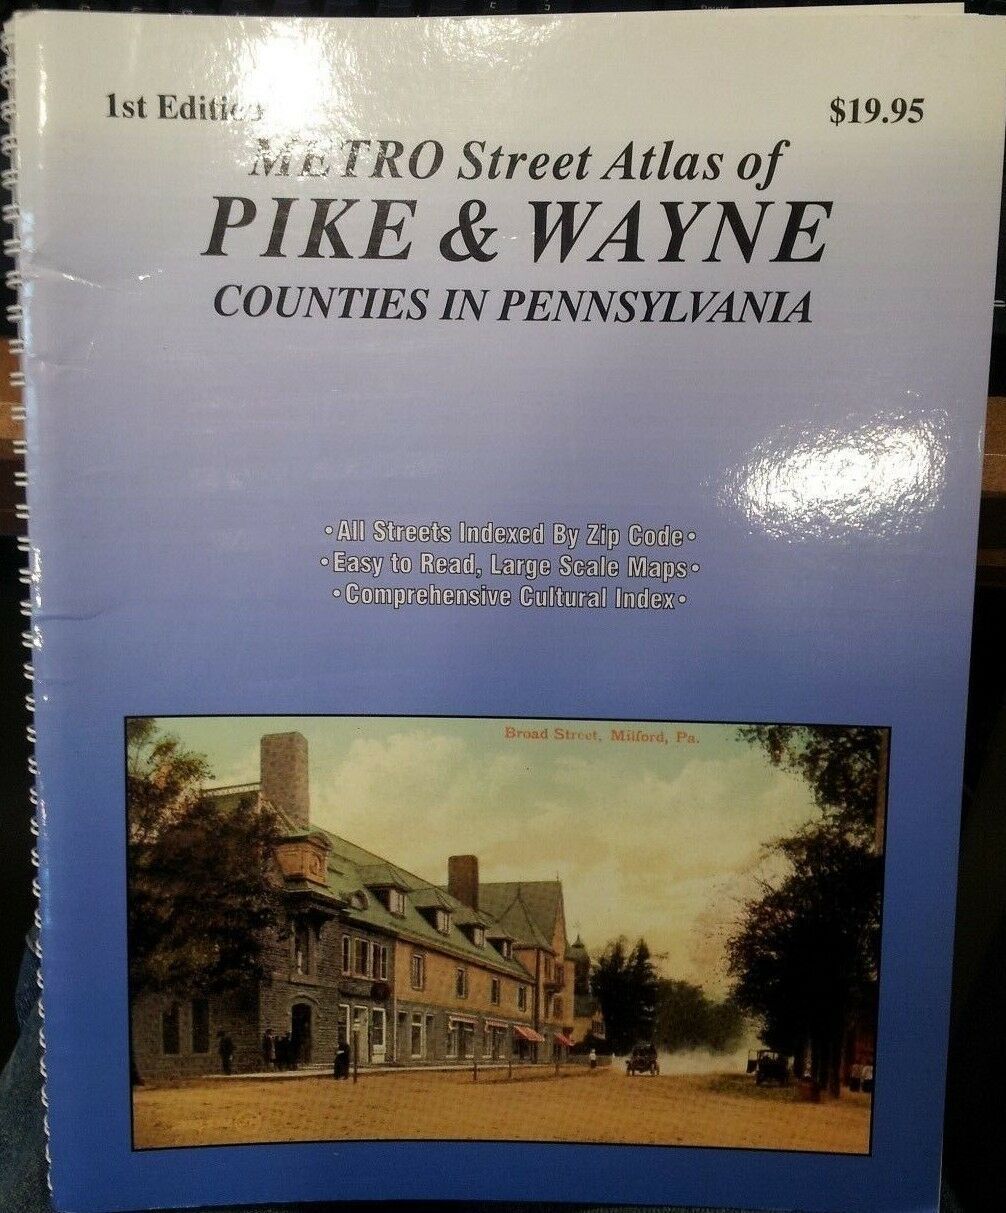 1st Edition
$19.95
METRO Street Atlas of
PIKE & WAYNE
COUNTIES IN PENNSYLVANIA
•All Streets Indexed By Zip Code•
•Easy to Read, Large Scale Maps•
•Comprehensive Cultural Index•
Broad Street, Milford, Pa.